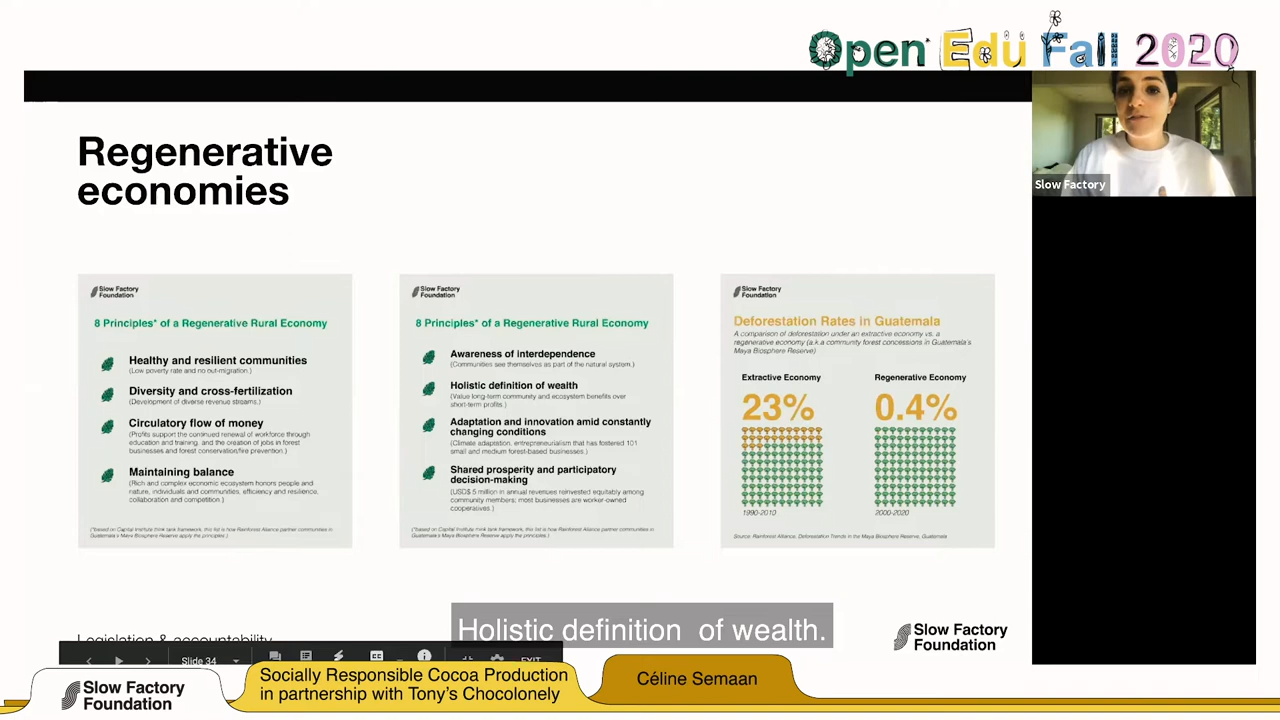 Open Edu Fall 2020
Regenerative
economies
Slow Factory
Slow Factory
Foundation
8 Principles* of a Regenerative Rural Economy
Healthy and resilient communities
(Low poverty rate and no out-migration.)
Diversity and cross-fertilization
(Development of diverse revenue streams.)
Circulatory flow of money
(Profits support the continued renewal of workforce through
education and training, and the creation of jobs in forest
businesses and forest conservation/fire prevention.)
Maintaining balance
(Rich and complex economic ecosystem honors people and
nature, individuals and communities, efficiency and resilience,
collaboration and competition.)
(*based on Capital Institute think tank framework, this list is how Rainforest Alliance partner communities in
Guatemala's Maya Biosphere Reserve apply the principles.)
Slow Factory
Foundation
8 Principles* of a Regenerative Rural Economy
Awareness of interdependence
(Communities see themselves as part of the natural system.)
Holistic definition of wealth
(Value long-term community and ecosystem benefits over
short-term profits.)
Adaptation and innovation amid constantly
changing conditions
(Climate adaptation, entrepreneurialism that has fostered 101
small and medium forest-based businesses.)
Shared prosperity and participatory
decision-making
(USD$ 5 million in annual revenues reinvested equitably among
community members; most businesses are worker-owned
cooperatives.)
(*based on Capital Institute think tank framework, this list is how Rainforest Alliance partner communities in
Guatemala's Maya Biosphere Reserve apply the principles.)
Slow Factory
Foundation
Deforestation Rates in Guatemala
A comparison of deforestation under an extractive economy vs. a
regenerative economy (a.k.a community forest concessions in Guatemala's
Maya Biosphere Reserve)
Extractive Economy
Regenerative Economy
23%
0.4%
1990-2010
2000-2020
Source: Rainforest Alliance, Deforestation Trends in the Maya Biosphere Reserve, Guatemala
Holistic definition of wealth.
Legislation & accountability
Slow Factory
Foundation
Slide 34
EXIT
Slow Factory
Foundation
Socially Responsible Cocoa Production
in partnership with Tony's Chocolonely
Céline Semaan